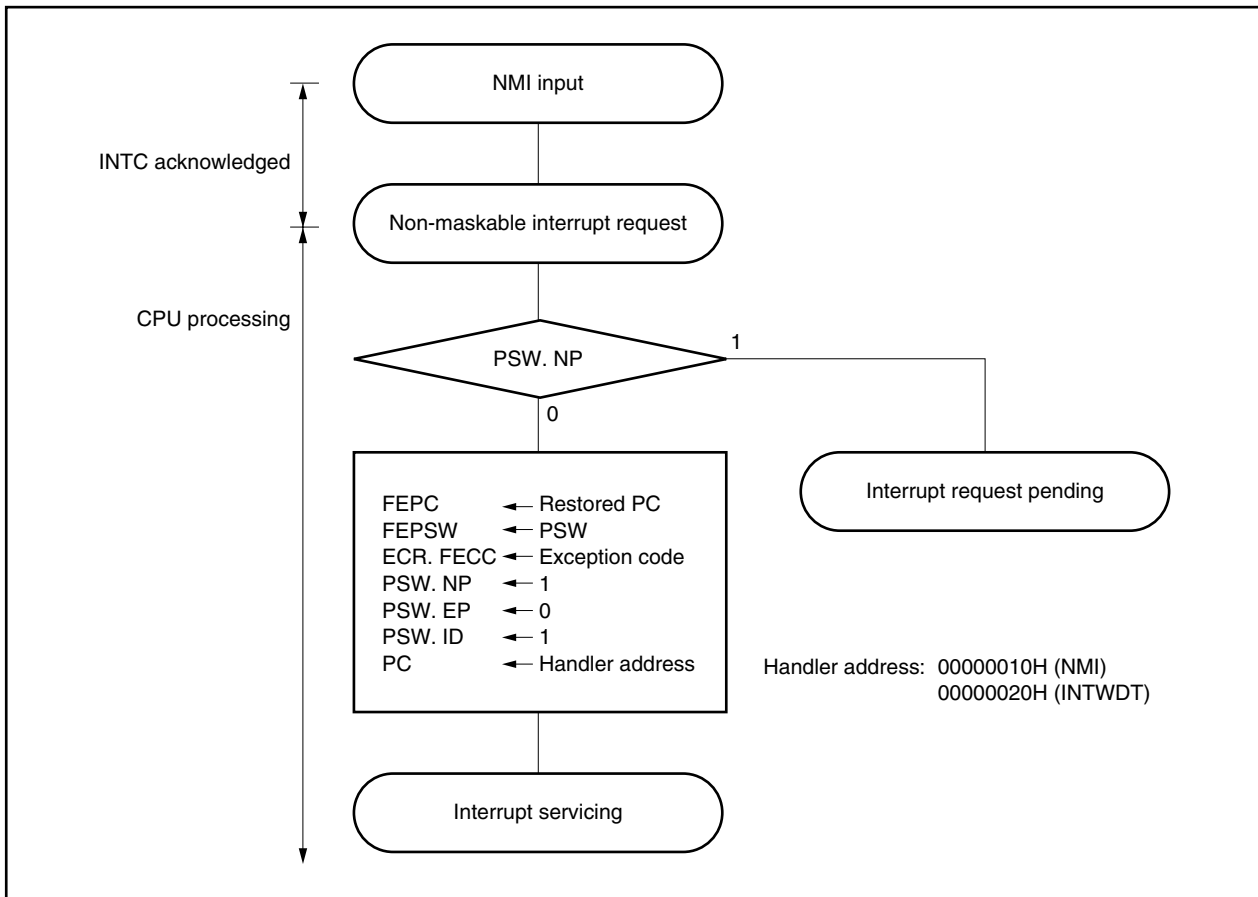 NMI input
INTC acknowledged
Non-maskable interrupt request
CPU processing
PSW. NP
1
0
FEPC ← Restored PC
FEPSW ← PSW
ECR. FECC ← Exception code
PSW. NP ← 1
PSW. EP ← 0
PSW. ID ← 1
PC ← Handler address
Interrupt request pending
Handler address: 00000010H (NMI)
00000020H (INTWDT)
Interrupt servicing